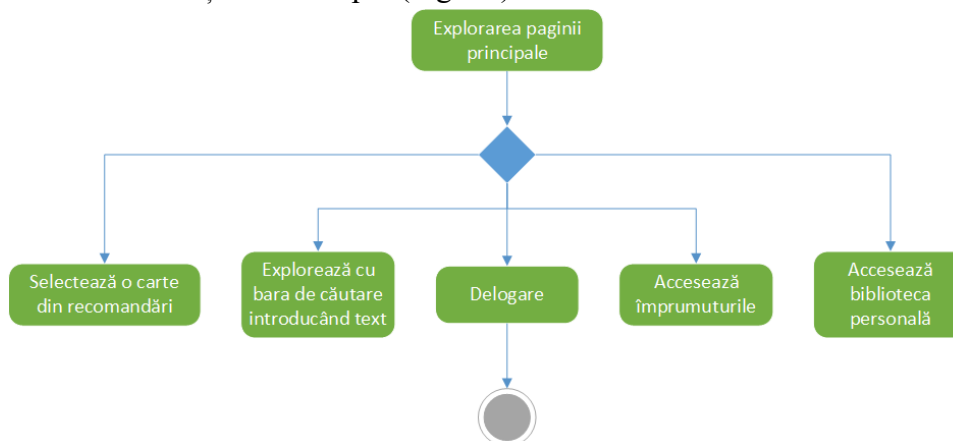 Explorarea paginii
principale
Selectează o carte
din recomandări
Explorează cu
bara de căutare
introducând text
Delogare
Accesează
împrumuturile
Accesează
biblioteca
personală